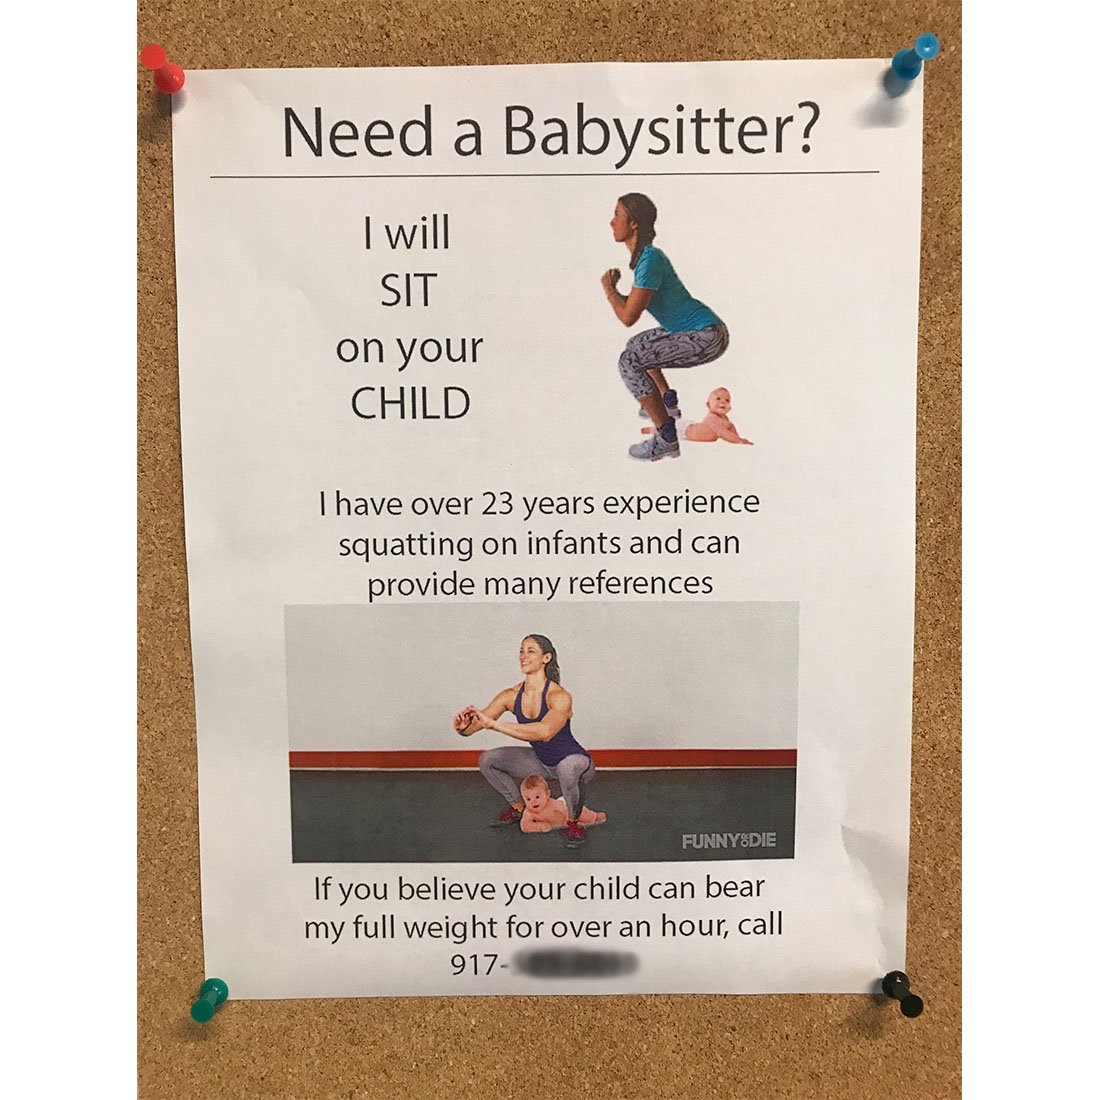 Need a Babysitter?
I will
SIT
on your
CHILD
I have over 23 years experience
squatting on infants and can
provide many references
FUNNY OR DIE
If you believe your child can bear
my full weight for over an hour, call
917-